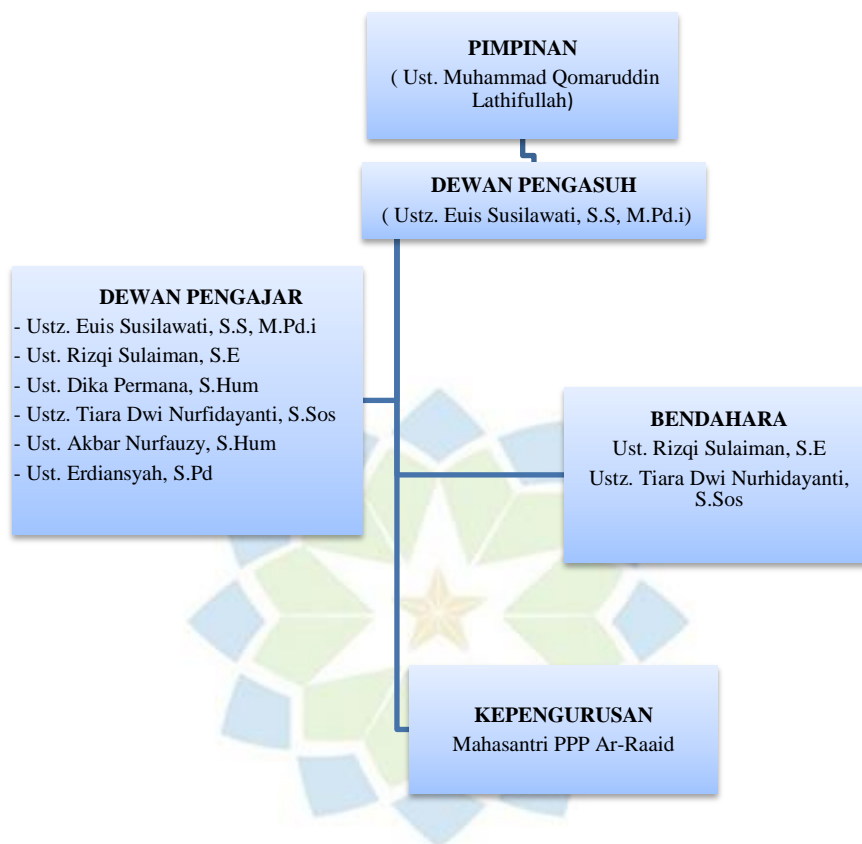 PIMPINAN
( Ust. Muhammad Qomaruddin
Lathifullah)
DEWAN PENGASUH
( Ustz. Euis Susilawati, S.S, M.Pd.i)
DEWAN PENGAJAR
- Ustz. Euis Susilawati, S.S, M.Pd.i
- Ust. Rizqi Sulaiman, S.E
- Ust. Dika Permana, S.Hum
- Ustz. Tiara Dwi Nurfidayanti, S.Sos
- Ust. Akbar Nurfauzy, S.Hum
- Ust. Erdiansyah, S.Pd
BENDAHARA
Ust. Rizqi Sulaiman, S.E
Ustz. Tiara Dwi Nurhidayanti,
S.Sos
KEPENGURUSAN
Mahasantri PPP Ar-Raaid